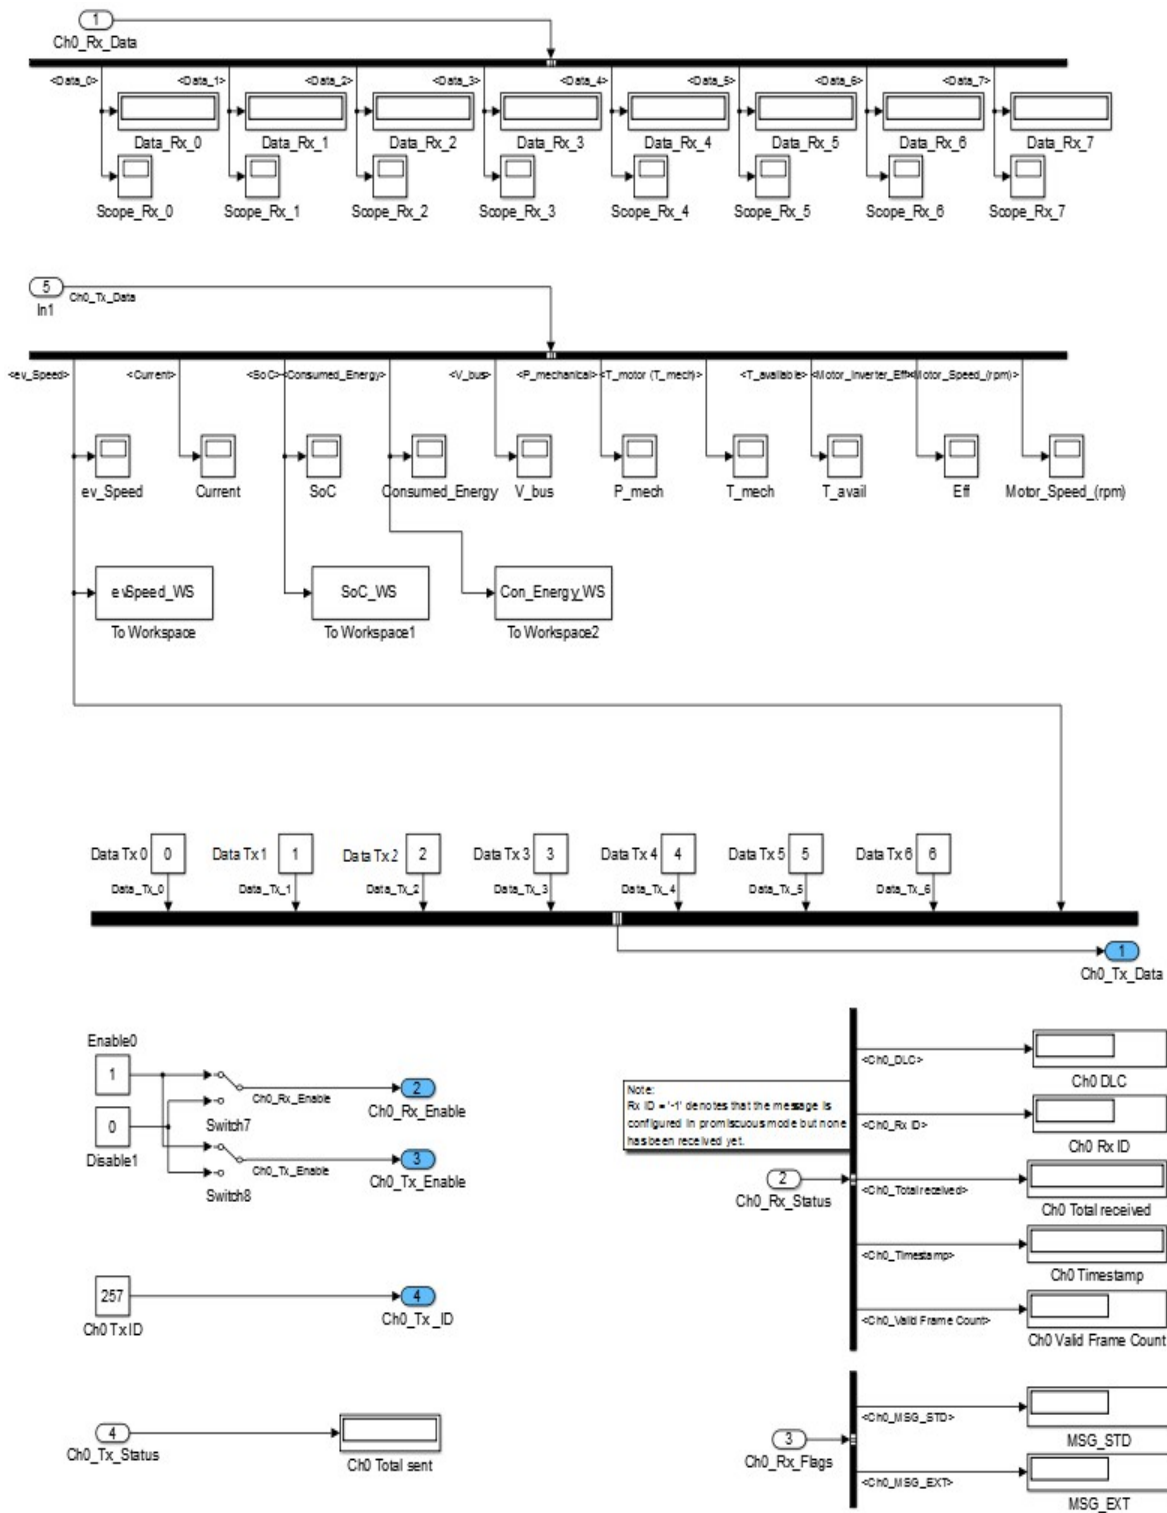 1
Ch0_Rx_Data
<Data_0> <Data_1> <Data_2> <Data_3> <Data_4> <Data_5> <Data_6> <Data_7>
Data_Rx_0 Data_Rx_1 Data_Rx_2 Data_Rx_3 Data_Rx_4 Data_Rx_5 Data_Rx_6 Data_Rx_7
Scope_Rx_0 Scope_Rx_1 Scope_Rx_2 Scope_Rx_3 Scope_Rx_4 Scope_Rx_5 Scope_Rx_6 Scope_Rx_7
5
Ch0_Tx_Data
In1
<ev_Speed> <Current> <SoC> <Consumed_Energy> <V_bus> <P_mechanical> <T_motor (T_mech)> <T_available> <Motor_Inverter_Eff> <Motor_Speed_(rpm)>
ev_Speed Current SoC Consumed_Energy V_bus P_mech T_mech T_avail Eff Motor_Speed_(rpm)
evSpeed_WS SoC_WS Con_Energy_WS
To Workspace To Workspace1 To Workspace2
Data Tx 0 0 Data Tx 1 1 Data Tx 2 2 Data Tx 3 3 Data Tx 4 4 Data Tx 5 5 Data Tx 6 6
Data_Tx_0 Data_Tx_1 Data_Tx_2 Data_Tx_3 Data_Tx_4 Data_Tx_5 Data_Tx_6
1
Ch0_Tx_Data
Enable0
1
Ch0_Rx_Enable
2
Ch0_Rx_Enable
Switch7
0
Disable1
Ch0_Tx_Enable
3
Ch0_Tx_Enable
Switch8
257
Ch0 Tx ID
4
Ch0_Tx_ID
4
Ch0_Tx_Status
Ch0 Total sent
Note:
Rx ID = '-1' denotes that the message is
configured in promiscuous mode but none
has been received yet.
2
Ch0_Rx_Status
<Ch0_DLC>
Ch0 DLC
<Ch0_Rx ID>
Ch0 Rx ID
<Ch0_Total received>
Ch0 Total received
<Ch0_Timestamp>
Ch0 Timestamp
<Ch0_Valid Frame Count>
Ch0 Valid Frame Count
3
Ch0_Rx_Flags
<Ch0_MSG_STD>
MSG_STD
<Ch0_MSG_EXT>
MSG_EXT